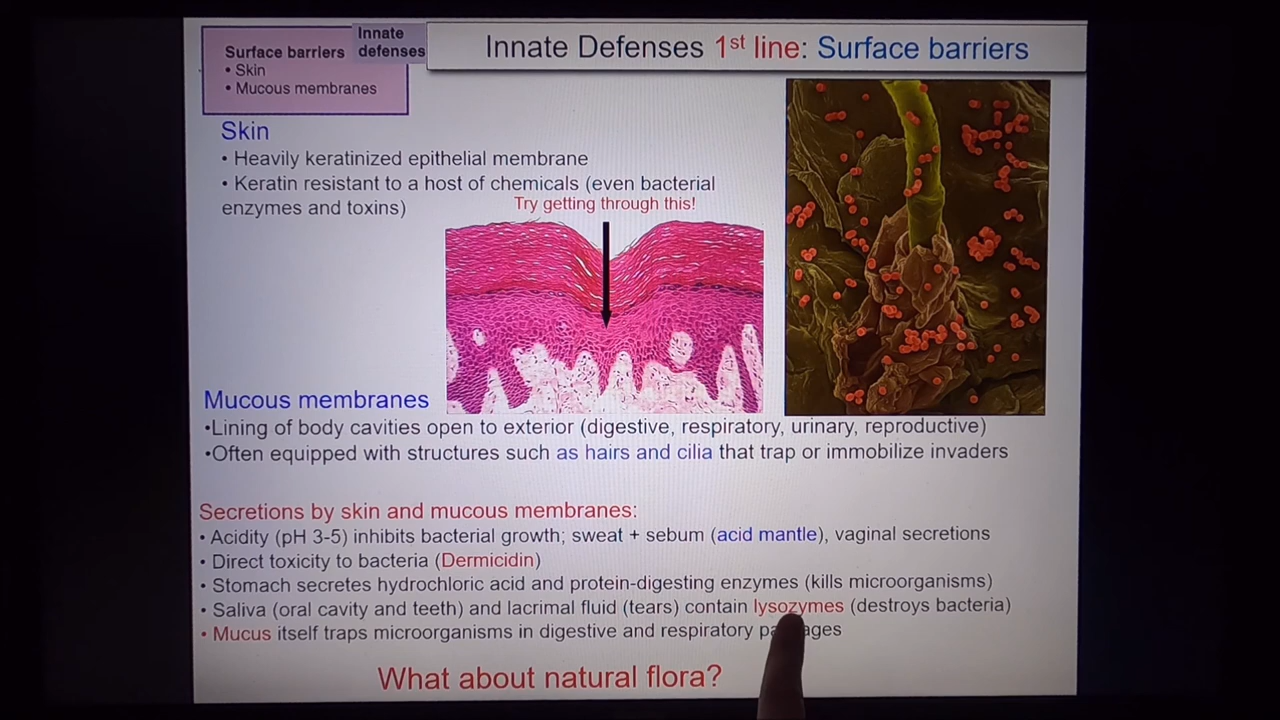 Innate
defenses
Surface barriers
• Skin
• Mucous membranes
Innate Defenses 1st line: Surface barriers
Skin
• Heavily keratinized epithelial membrane
• Keratin resistant to a host of chemicals (even bacterial
enzymes and toxins)
Try getting through this!
Mucous membranes
•Lining of body cavities open to exterior (digestive, respiratory, urinary, reproductive)
•Often equipped with structures such as hairs and cilia that trap or immobilize invaders
Secretions by skin and mucous membranes:
• Acidity (pH 3-5) inhibits bacterial growth; sweat + sebum (acid mantle), vaginal secretions
• Direct toxicity to bacteria (Dermicidin)
• Stomach secretes hydrochloric acid and protein-digesting enzymes (kills microorganisms)
• Saliva (oral cavity and teeth) and lacrimal fluid (tears) contain lysozymes (destroys bacteria)
• Mucus itself traps microorganisms in digestive and respiratory
What about natural flora?